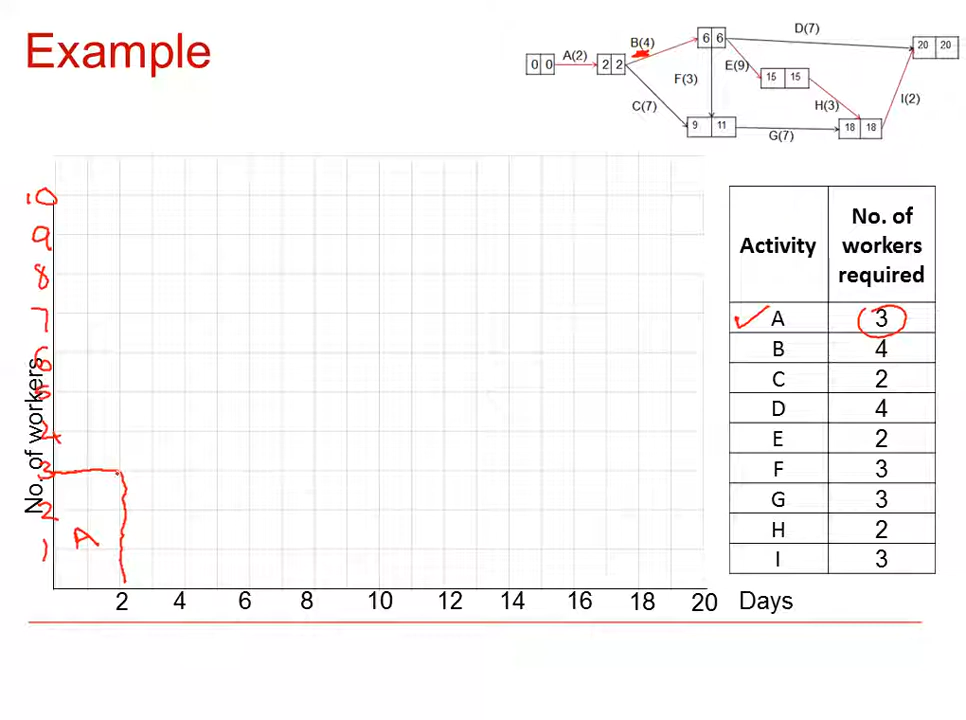 Example
A(2)
B(4)
C(7)
F(3)
D(7)
E(9)
H(3)
G(7)
I(2)
0 0
2 2
6 6
9 11
15 15
18 18
20 20
10
9
8
7
6
5
4
3
2
1
No. of workers
A
2 4 6 8 10 12 14 16 18 20 Days
Activity No. of workers required
A 3
B 4
C 2
D 4
E 2
F 3
G 3
H 2
I 3